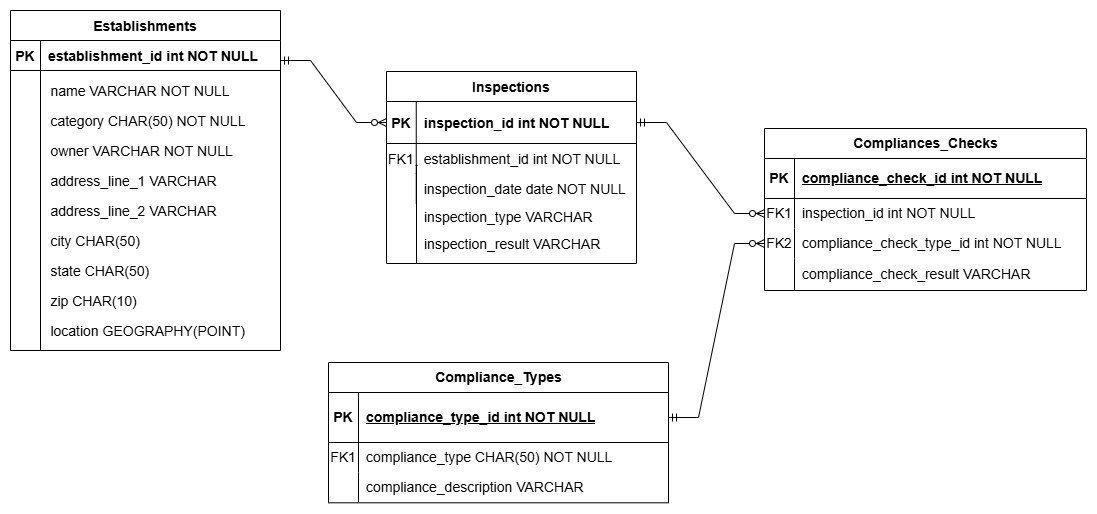 Establishments
PK establishment_id int NOT NULL
name VARCHAR NOT NULL
category CHAR(50) NOT NULL
owner VARCHAR NOT NULL
address_line_1 VARCHAR
address_line_2 VARCHAR
city CHAR(50)
state CHAR(50)
zip CHAR(10)
location GEOGRAPHY(POINT)
Inspections
PK inspection_id int NOT NULL
FK1 establishment_id int NOT NULL
inspection_date date NOT NULL
inspection_type VARCHAR
inspection_result VARCHAR
Compliances_Checks
PK compliance_check_id int NOT NULL
FK1 inspection_id int NOT NULL
FK2 compliance_check_type_id int NOT NULL
compliance_check_result VARCHAR
Compliance_Types
PK compliance_type_id int NOT NULL
FK1 compliance_type CHAR(50) NOT NULL
compliance_description VARCHAR